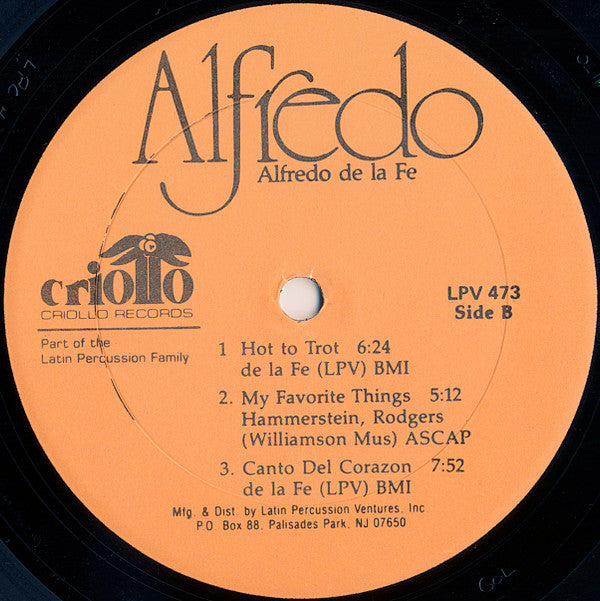 Alfredo
Alfredo de la Fe
criollo
CRIOLLO RECORDS
Part of the
Latin Percussion Family
LPV 473
Side B
1 Hot to Trot 6:24
de la Fe (LPV) BMI
2. My Favorite Things 5:12
Hammerstein, Rodgers
(Williamson Mus) ASCAP
3. Canto Del Corazon 7:52
de la Fe (LPV) BMI
Mfg. & Dist. by Latin Percussion Ventures, Inc
P.O. Box 88, Palisades Park, NJ 07650